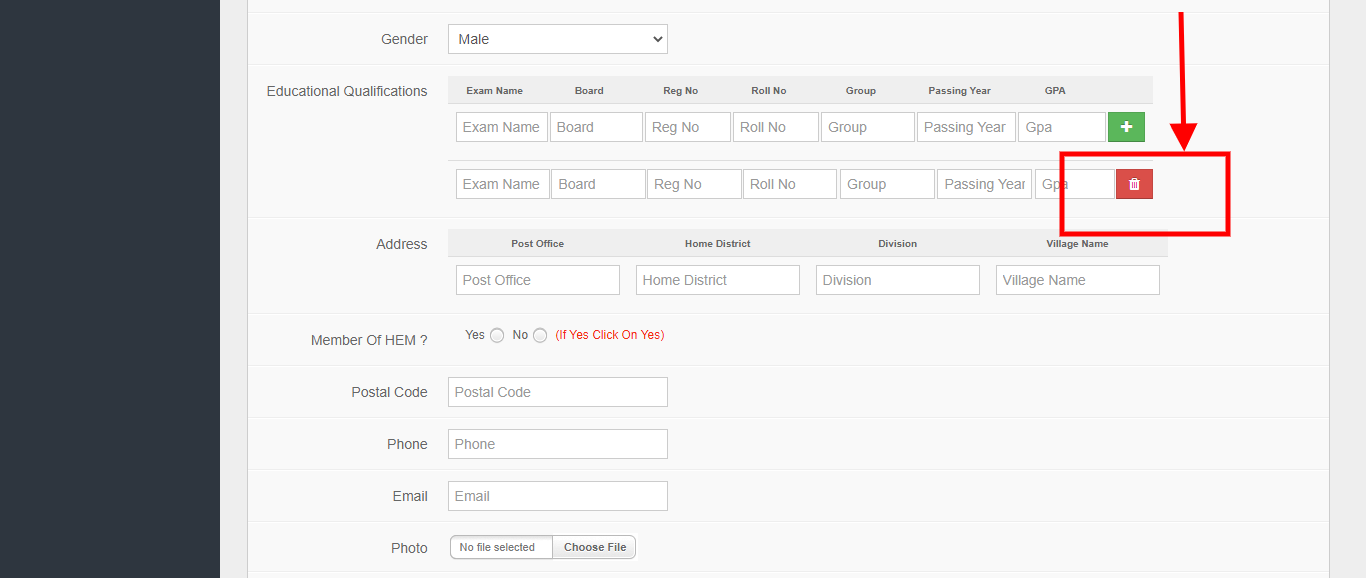 Gender Male
Educational Qualifications Exam Name Board Reg No Roll No Group Passing Year GPA
Exam Name Board Reg No Roll No Group Passing Year Gpa
Exam Name Board Reg No Roll No Group Passing Year Gpa
Address Post Office Home District Division Village Name
Post Office Home District Division Village Name
Member Of HEM ? Yes No (If Yes Click On Yes)
Postal Code Postal Code
Phone Phone
Email Email
Photo No file selected Choose File